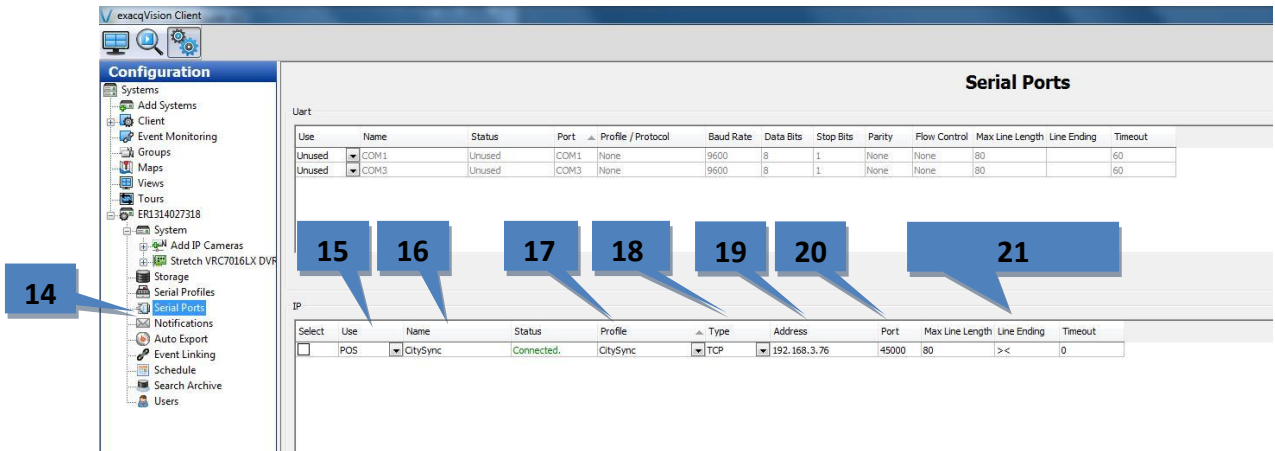 exacqVision Client
Configuration
Systems
Add Systems
Client
Event Monitoring
Groups
Maps
Views
Tours
ER1314027318
System
Add IP Cameras
Stretch VRC7016LX DVR
Storage
Serial Profiles
Serial Ports
Notifications
Auto Export
Event Linking
Schedule
Search Archive
Users
14
Serial Ports
Uart
Use Name Status Port Profile / Protocol Baud Rate Data Bits Stop Bits Parity Flow Control Max Line Length Line Ending Timeout
Unused COM1 Unused COM1 None 9600 8 1 None None 80 60
Unused COM3 Unused COM3 None 9600 8 1 None None 80 60
15 16 17 18 19 20 21
IP
Select Use Name Status Profile Type Address Port Max Line Length Line Ending Timeout
POS CitySync Connected. CitySync TCP 192.168.3.76 45000 80 >< 0